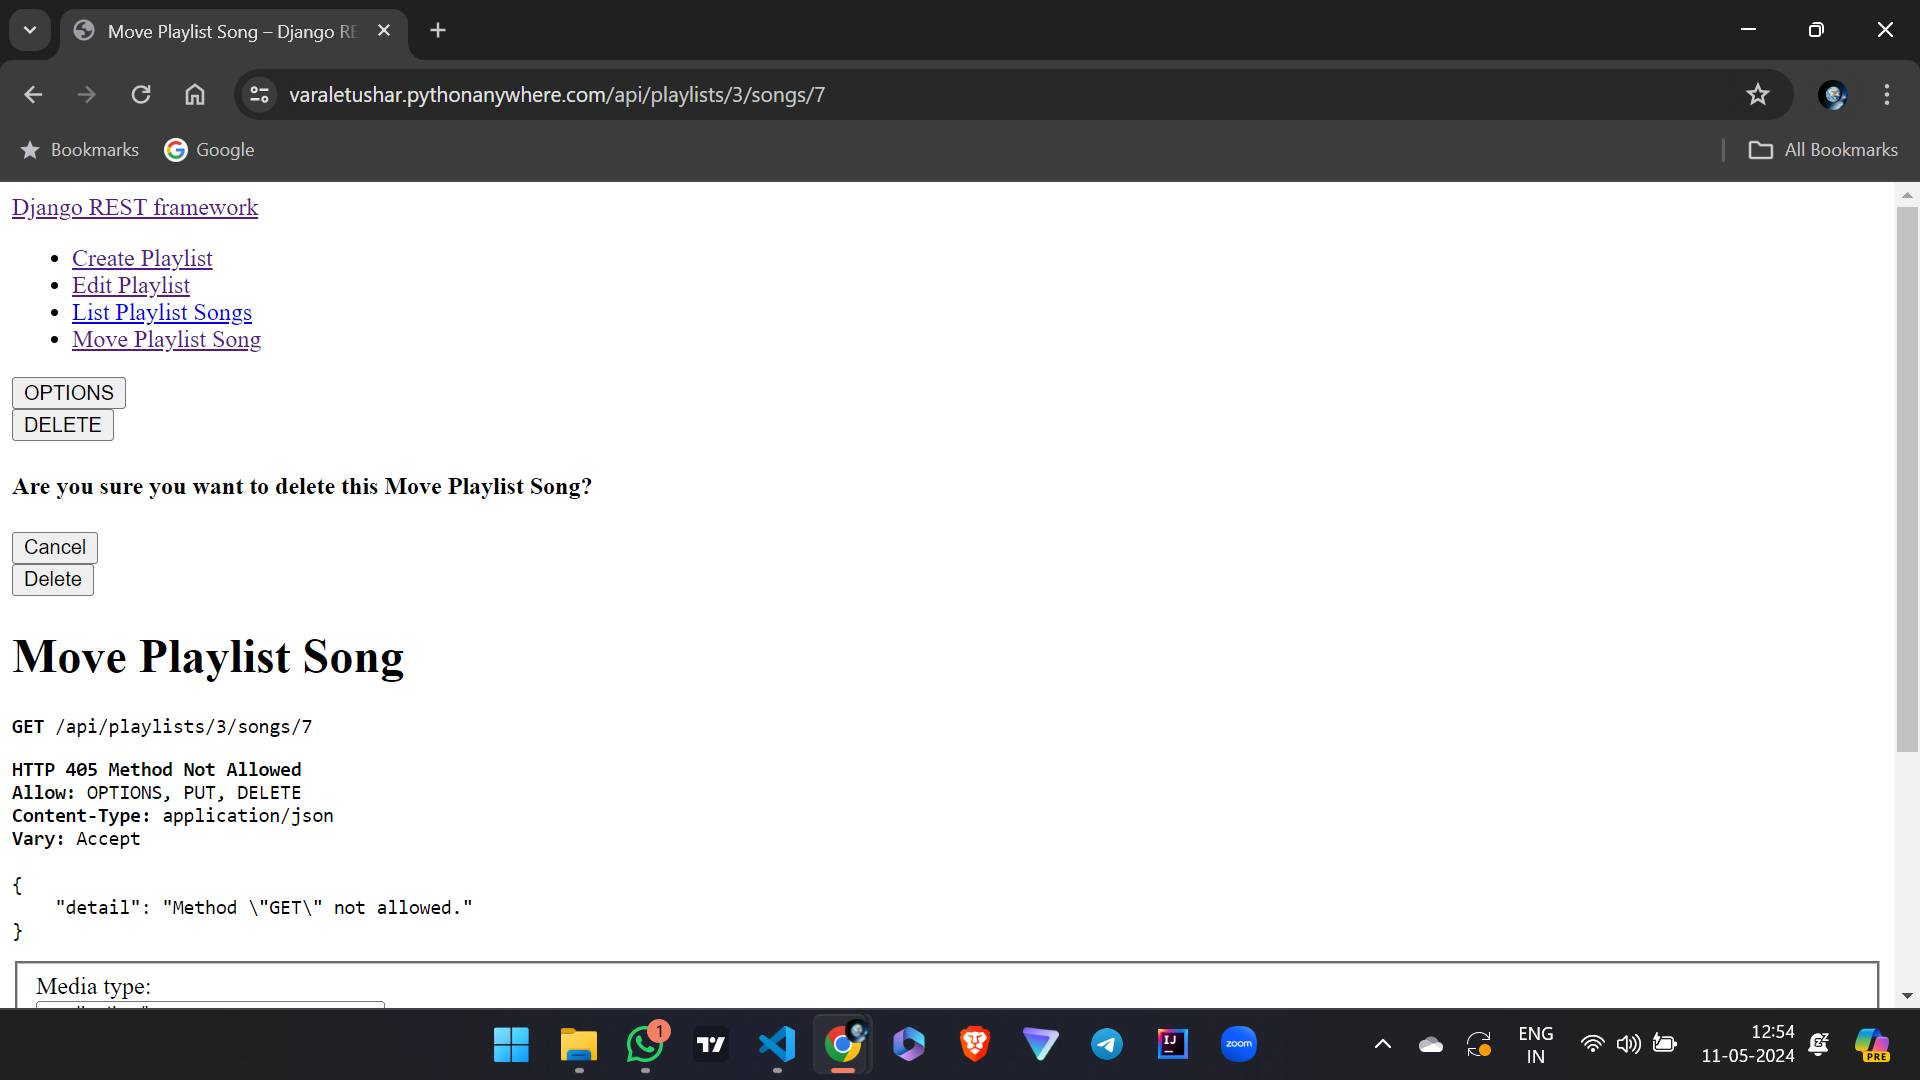 Move Playlist Song – Django RE
varaletushar.pythonanywhere.com/api/playlists/3/songs/7
Bookmarks
Google
All Bookmarks
Django REST framework
Create Playlist
Edit Playlist
List Playlist Songs
Move Playlist Song
OPTIONS
DELETE
Are you sure you want to delete this Move Playlist Song?
Cancel
Delete
Move Playlist Song
GET /api/playlists/3/songs/7
HTTP 405 Method Not Allowed
Allow: OPTIONS, PUT, DELETE
Content-Type: application/json
Vary: Accept
{
"detail": "Method \"GET\" not allowed."
}
Media type:
1
IJ
zoom
ENG
IN
12:54
11-05-2024
PRE